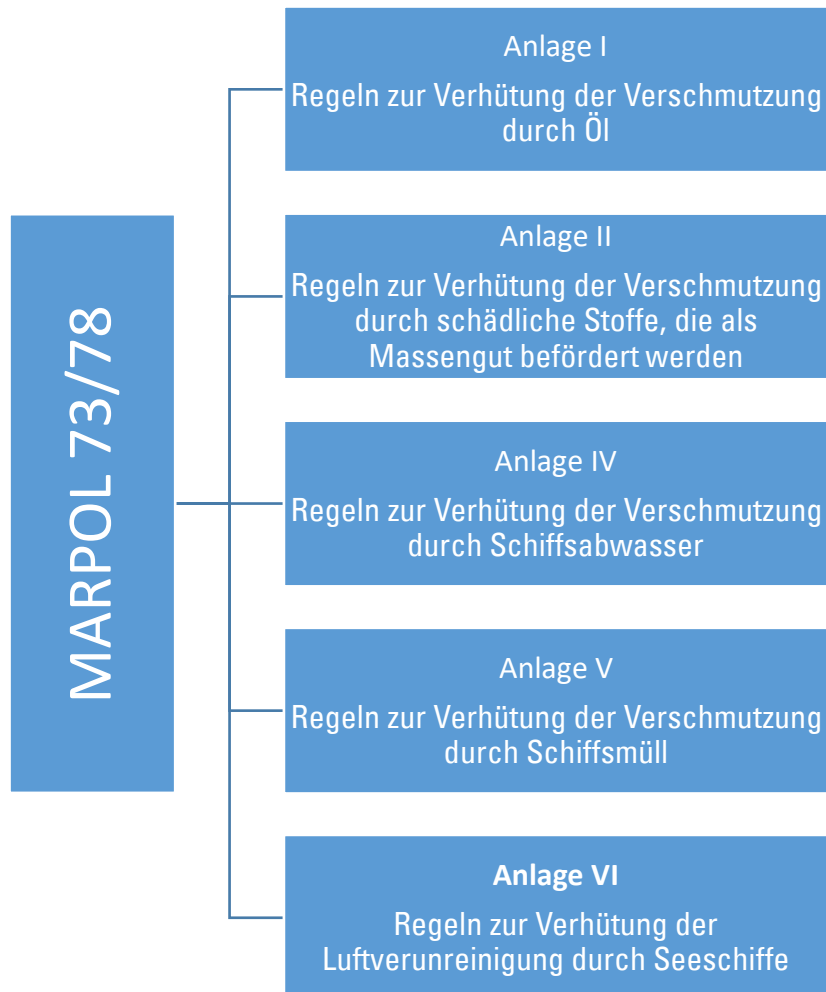 MARPOL 73/78
Anlage I
Regeln zur Verhütung der Verschmutzung
durch Öl
Anlage II
Regeln zur Verhütung der Verschmutzung
durch schädliche Stoffe, die als
Massengut befördert werden
Anlage IV
Regeln zur Verhütung der Verschmutzung
durch Schiffsabwasser
Anlage V
Regeln zur Verhütung der Verschmutzung
durch Schiffsmüll
Anlage VI
Regeln zur Verhütung der
Luftverunreinigung durch Seeschiffe